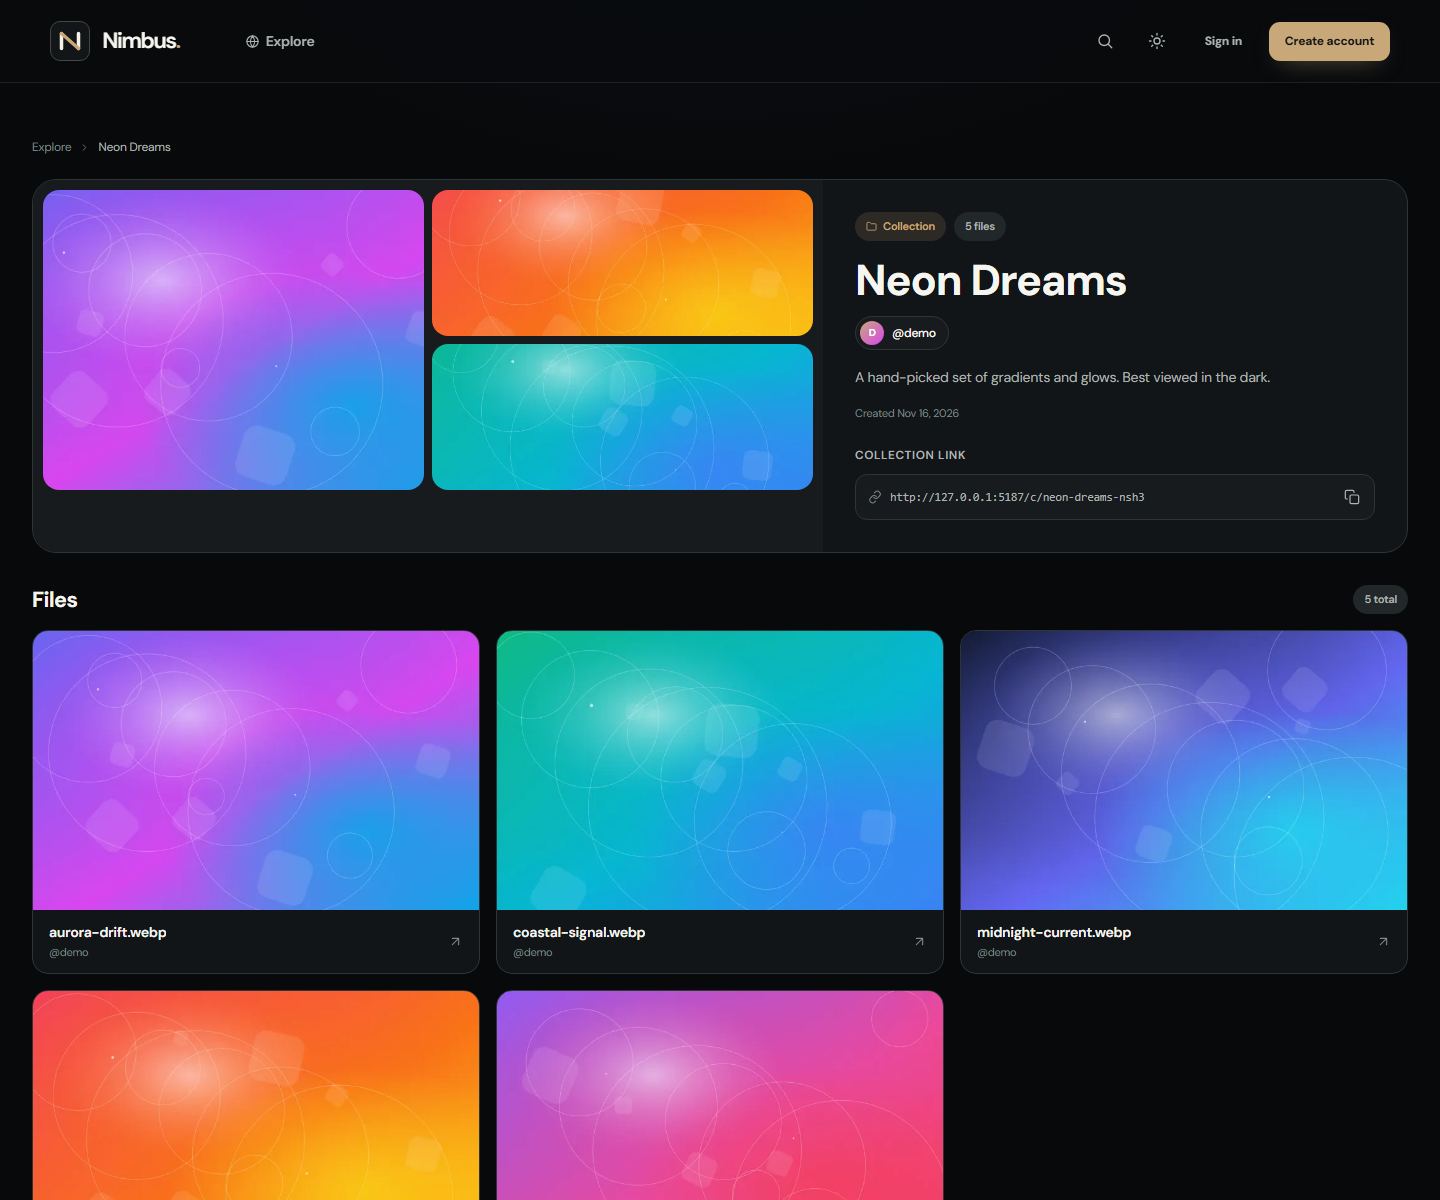 Nimbus.
Explore
Sign in
Create account
Explore
Neon Dreams
Collection
5 files
Neon Dreams
D
@demo
A hand-picked set of gradients and glows. Best viewed in the dark.
Created Nov 16, 2026
COLLECTION LINK
http://127.0.0.1:5187/c/neon-dreams-nsh3
Files
5 total
aurora-drift.webp
@demo
coastal-signal.webp
@demo
midnight-current.webp
@demo